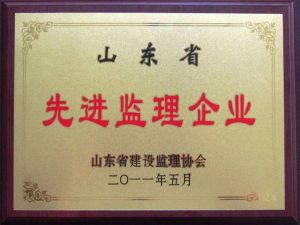 山东省
先进监理企业
山东省建设监理协会
二〇一一年五月